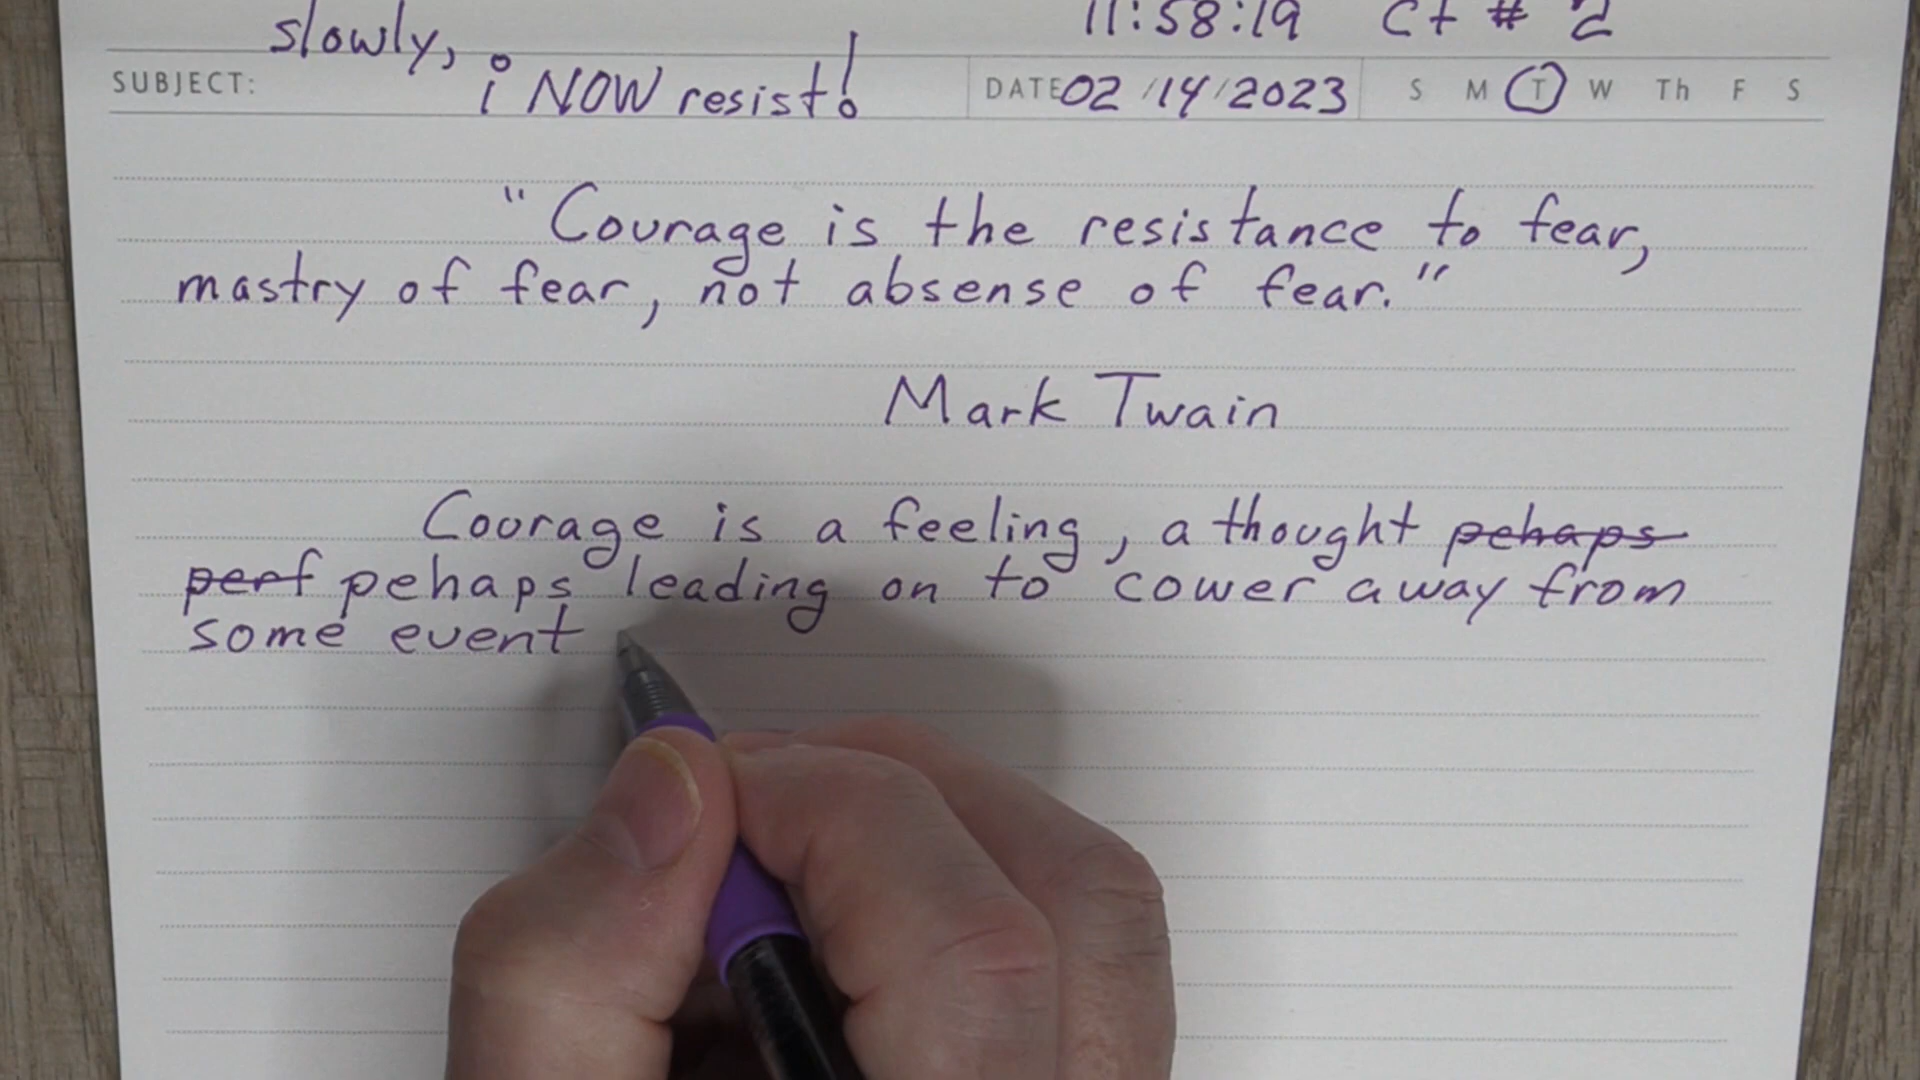 slowly, 11:58:19 Ct # 2
SUBJECT: i NOW resist! DATE 02/14/2023 S M T W Th F S
"Courage is the resistance to fear,
mastry of fear, not absense of fear."
Mark Twain
Coorage is a feeling, a thought pehaps
perf pehaps leading on to cower away from
some event